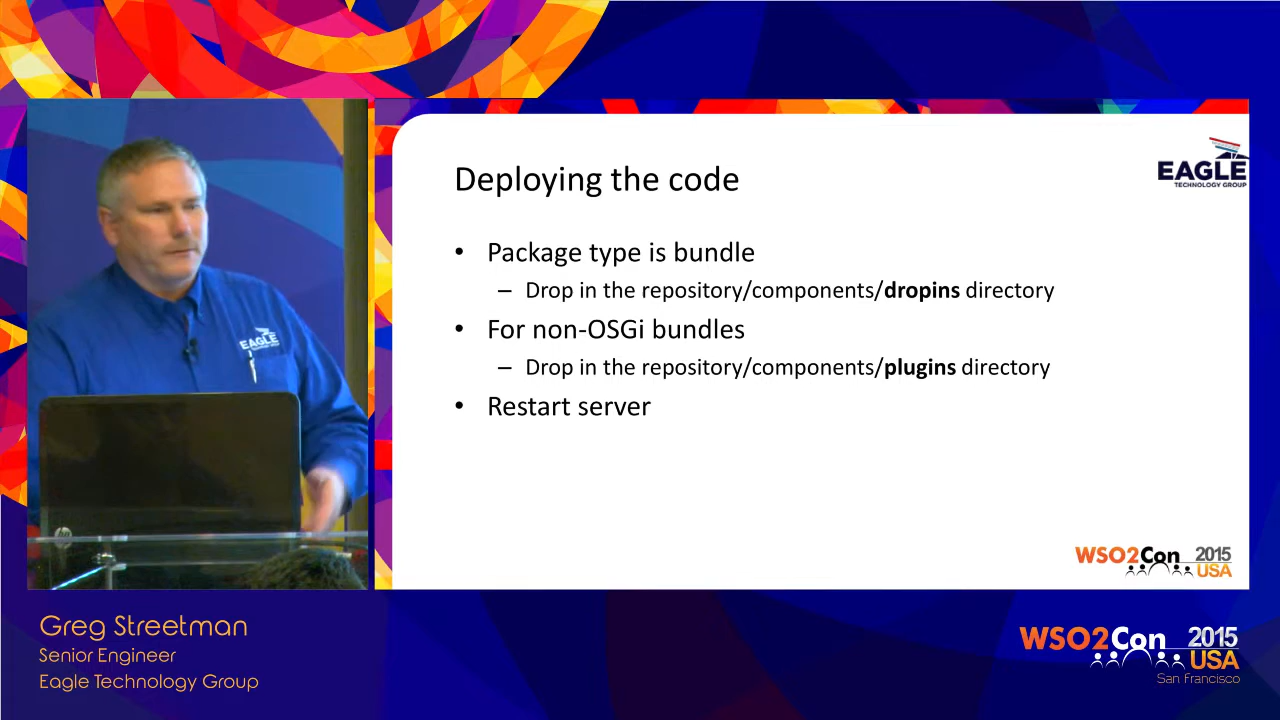 EAGLE
TECHNOLOGY GROUP
Deploying the code
• Package type is bundle
– Drop in the repository/components/dropins directory
• For non-OSGi bundles
– Drop in the repository/components/plugins directory
• Restart server
WSO2Con 2015
USA
EAGLE
hp
Greg Streetman
Senior Engineer
Eagle Technology Group
WSO2Con 2015
USA
San Francisco